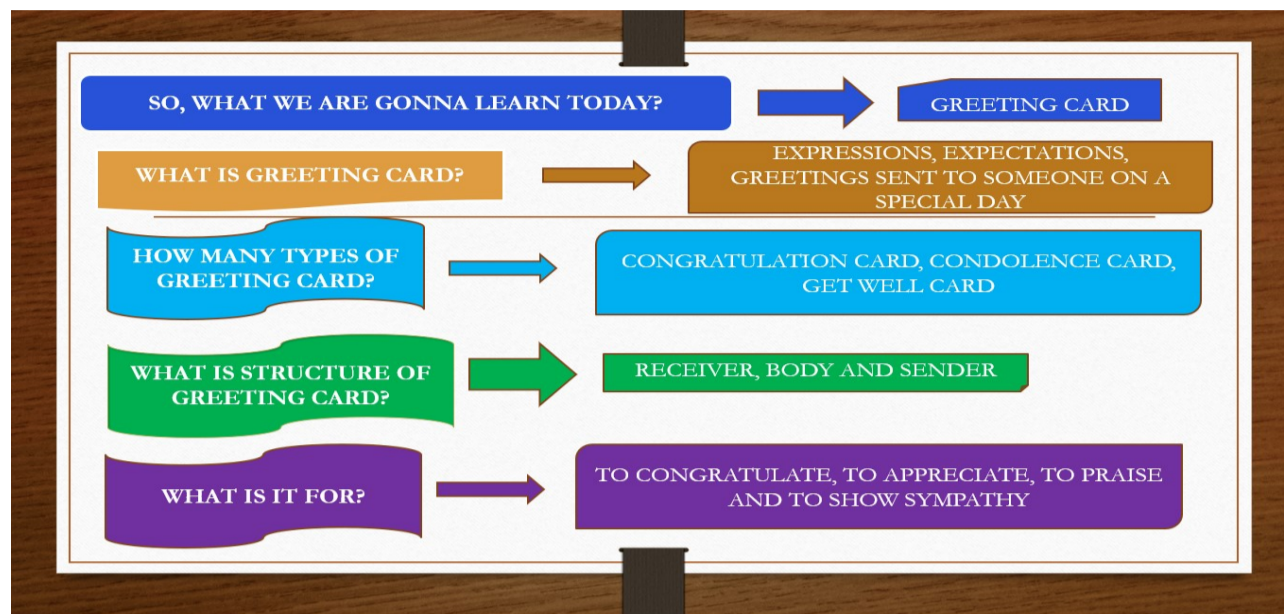 SO, WHAT WE ARE GONNA LEARN TODAY?
GREETING CARD
WHAT IS GREETING CARD?
EXPRESSIONS, EXPECTATIONS,
GREETINGS SENT TO SOMEONE ON A
SPECIAL DAY
HOW MANY TYPES OF
GREETING CARD?
CONGRATULATION CARD, CONDOLENCE CARD,
GET WELL CARD
WHAT IS STRUCTURE OF
GREETING CARD?
RECEIVER, BODY AND SENDER
WHAT IS IT FOR?
TO CONGRATULATE, TO APPRECIATE, TO PRAISE
AND TO SHOW SYMPATHY